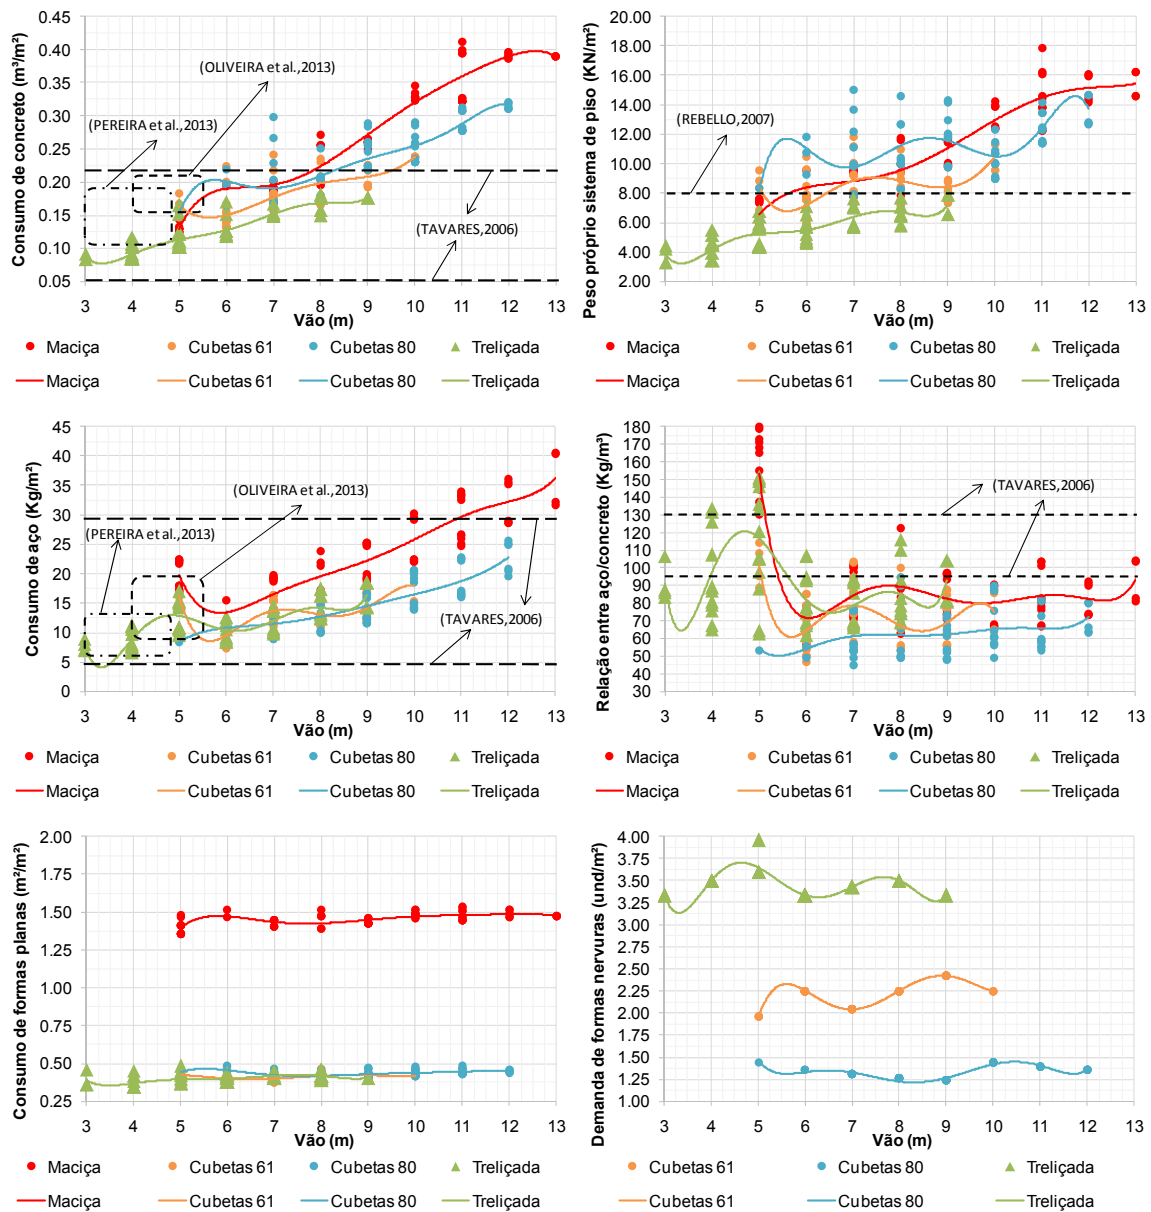 Consumo de concreto (m³/m²)
0.45
0.40
0.35
0.30
0.25
0.20
0.15
0.10
0.05
(OLIVEIRA et al.,2013)
(PEREIRA et al.,2013)
(TAVARES,2006)
3 4 5 6 7 8 9 10 11 12 13
Vão (m)
Maciça Cubetas 61 Cubetas 80 Treliçada
Maciça Cubetas 61 Cubetas 80 Treliçada
Peso próprio sistema de piso (KN/m²)
20.00
18.00
16.00
14.00
12.00
10.00
8.00
6.00
4.00
2.00
(REBELLO,2007)
3 4 5 6 7 8 9 10 11 12 13
Vão (m)
Maciça Cubetas 61 Cubetas 80 Treliçada
Maciça Cubetas 61 Cubetas 80 Treliçada
Consumo de aço (Kg/m²)
45
40
35
30
25
20
15
10
5
0
(OLIVEIRA et al.,2013)
(PEREIRA et al.,2013)
(TAVARES,2006)
3 4 5 6 7 8 9 10 11 12 13
Vão (m)
Maciça Cubetas 61 Cubetas 80 Treliçada
Maciça Cubetas 61 Cubetas 80 Treliçada
Relação entre aço/concreto (Kg/m³)
180
170
160
150
140
130
120
110
100
90
80
70
60
50
40
30
(TAVARES,2006)
3 4 5 6 7 8 9 10 11 12 13
Vão (m)
Maciça Cubetas 61 Cubetas 80 Treliçada
Maciça Cubetas 61 Cubetas 80 Treliçada
Consumo de formas planas (m²/m²)
2.00
1.75
1.50
1.25
1.00
0.75
0.50
0.25
3 4 5 6 7 8 9 10 11 12 13
Vão (m)
Maciça Cubetas 61 Cubetas 80 Treliçada
Maciça Cubetas 61 Cubetas 80 Treliçada
Demanda de formas nervuras (und/m²)
4.00
3.75
3.50
3.25
3.00
2.75
2.50
2.25
2.00
1.75
1.50
1.25
1.00
3 4 5 6 7 8 9 10 11 12 13
Vão (m)
Cubetas 61 Cubetas 80 Treliçada
Cubetas 61 Cubetas 80 Treliçada